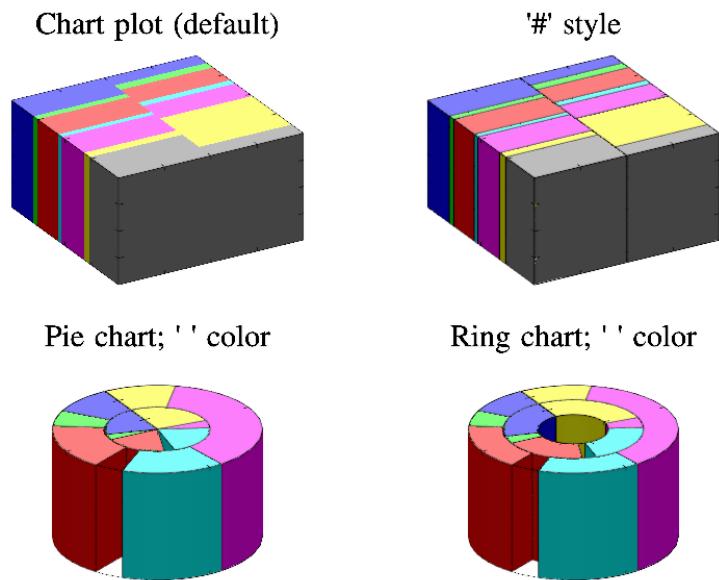 Chart plot (default)
'#' style
Pie chart; ' ' color
Ring chart; ' ' color